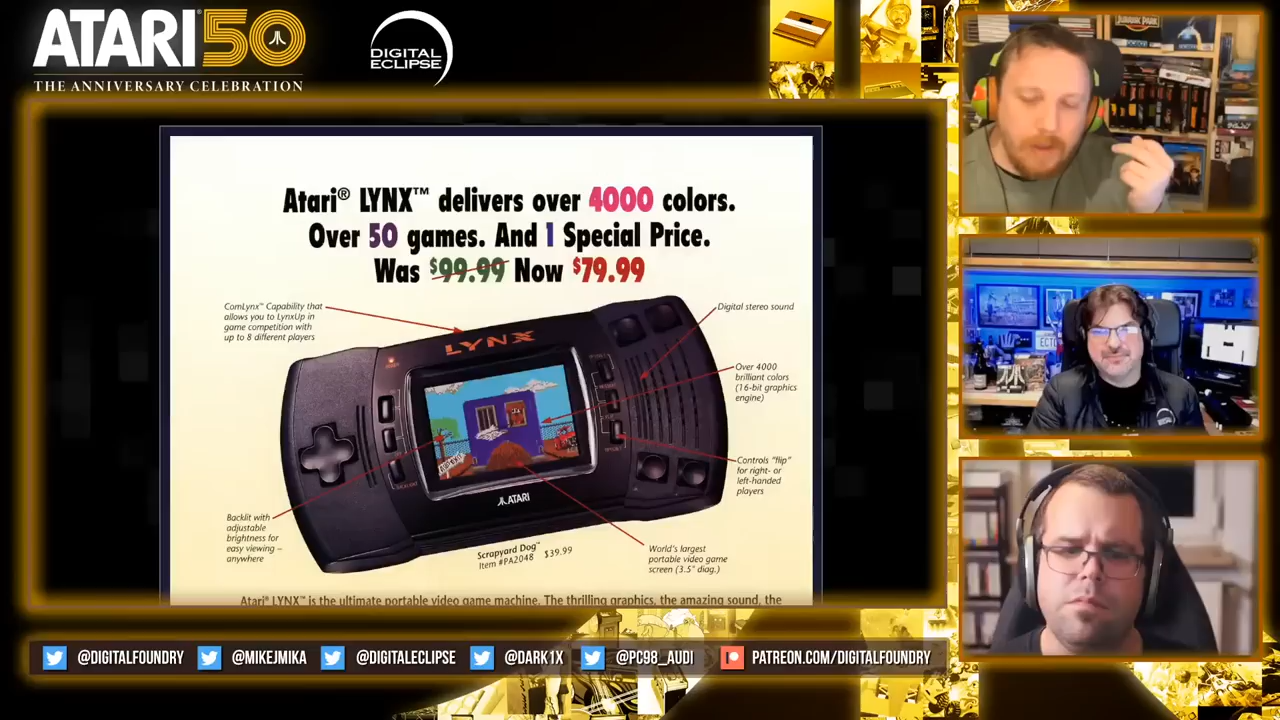 ATARI 50
THE ANNIVERSARY CELEBRATION
DIGITAL
ECLIPSE
Atari® LYNX™ delivers over 4000 colors.
Over 50 games. And 1 Special Price.
Was $99.99 Now $79.99
ComLynx™ Capability that
allows you to LynxUp in
game competition with
up to 8 different players
Digital stereo sound
LYNX
Over 4000
brilliant colors
(16-bit graphics
engine)
Controls "flip"
for right- or
left-handed
players
ATARI
Backlit with
adjustable
brightness for
easy viewing –
anywhere
Scrapyard Dog™
Item #PA2048 $39.99
World's largest
portable video game
screen (3.5" diag.)
Atari® LYNX™ is the ultimate portable video game machine. The thrilling graphics, the amazing sound, the
JURASSIC PARK
@DIGITALFOUNDRY
@MIKEJMIKA
@DIGITALECLIPSE
@DARK1X
@PC98_AUDI
PATREON.COM/DIGITALFOUNDRY